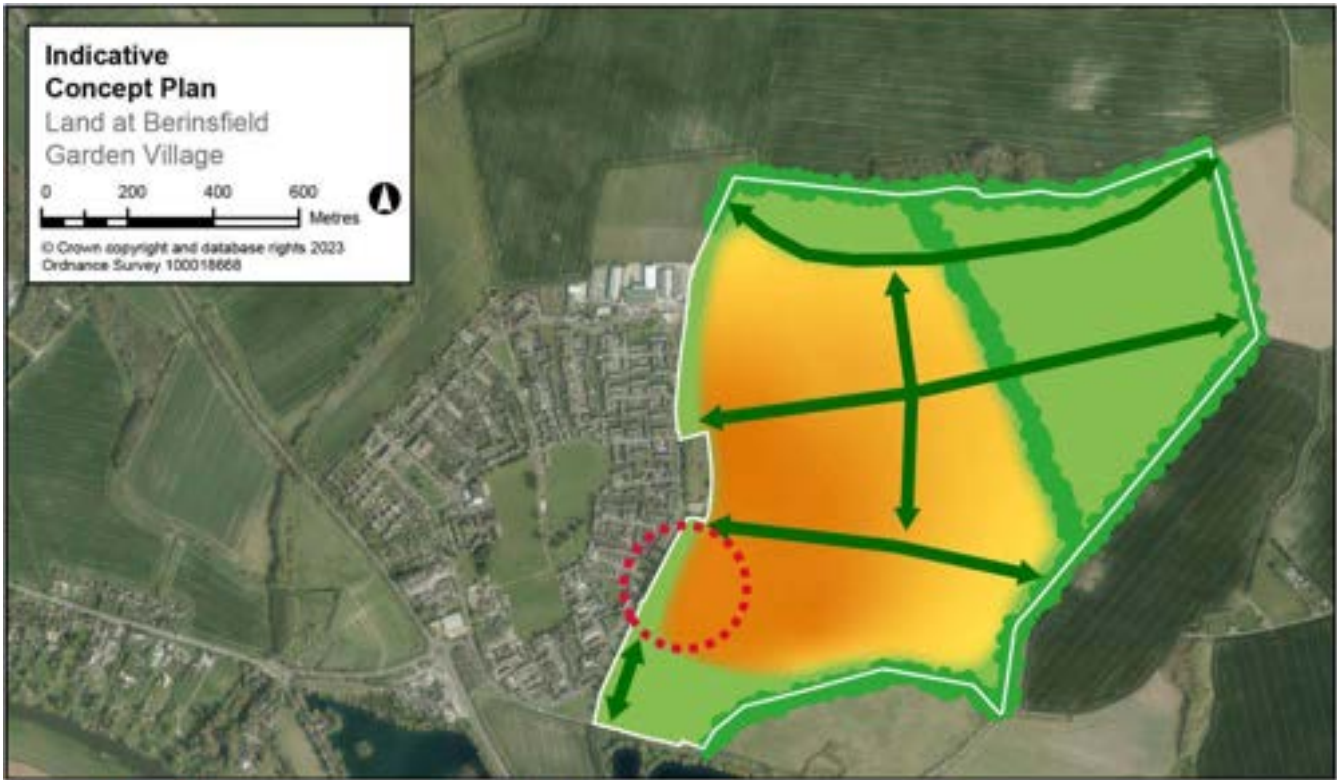 Indicative
Concept Plan
Land at Berinsfield
Garden Village
0 200 400 600
Metres
© Crown copyright and database rights 2023
Ordnance Survey 100018668